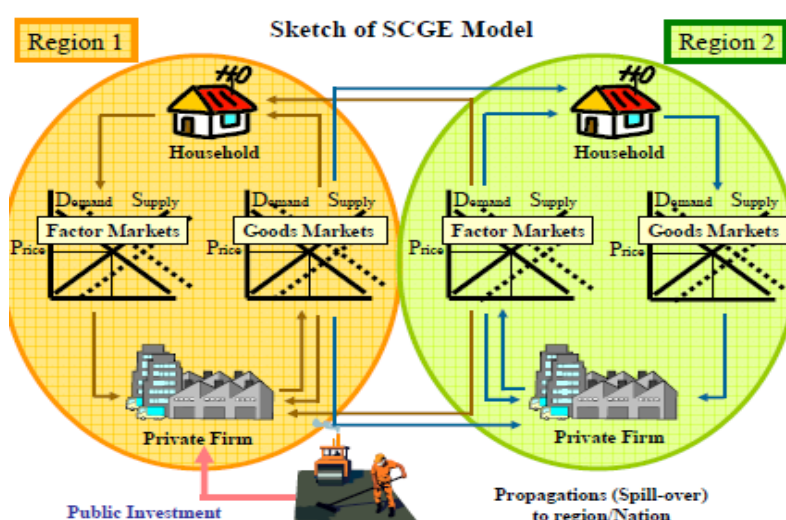 Sketch of SCGE Model
Region 1
Region 2
Household
Household
Demand Supply
Factor Markets
Price
Demand Supply
Goods Markets
Price
Demand Supply
Factor Markets
Price
Demand Supply
Goods Markets
Price
Private Firm
Private Firm
Public Investment
Propagations (Spill-over)
to region/Nation